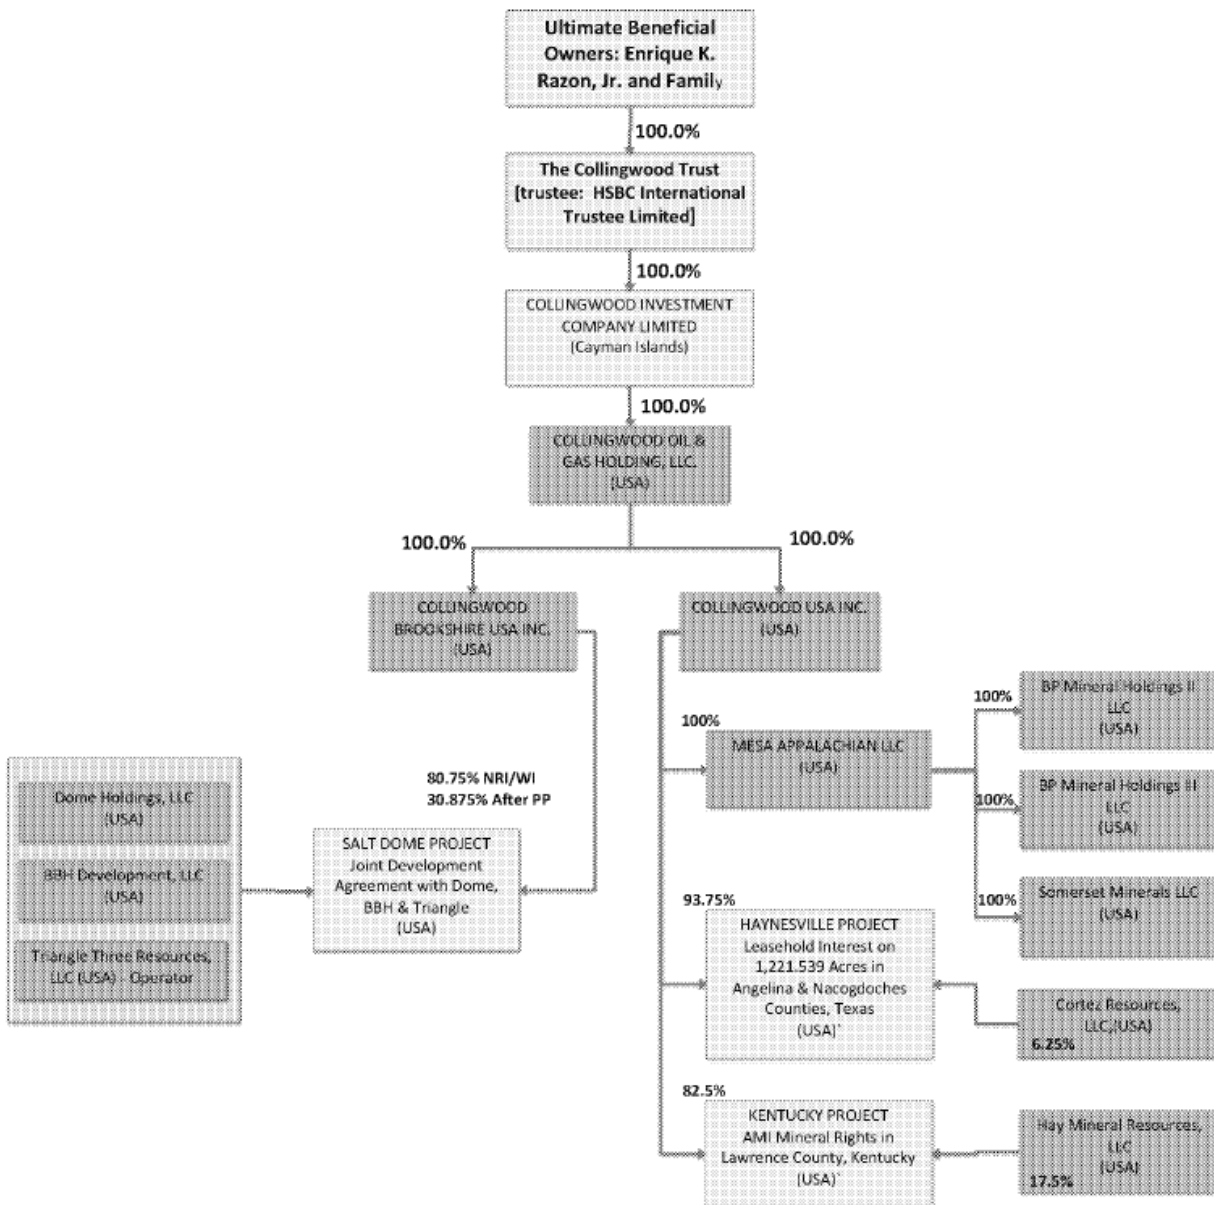 Ultimate Beneficial
Owners: Enrique K.
Razon, Jr. and Family
100.0%
The Collingwood Trust
[trustee: HSBC International
Trustee Limited]
100.0%
COLLINGWOOD INVESTMENT
COMPANY LIMITED
(Cayman Islands)
100.0%
COLLINGWOOD OIL &
GAS HOLDING, LLC.
(USA)
100.0%
100.0%
COLLINGWOOD
BROOKSHIRE USA INC.
(USA)
COLLINGWOOD USA INC.
(USA)
100%
MESA APPALACHIAN LLC
(USA)
100%
BP Mineral Holdings II
LLC
(USA)
100%
BP Mineral Holdings III
LLC
(USA)
100%
Somerset Minerals LLC
(USA)
Dome Holdings, LLC
(USA)
BBH Development, LLC
(USA)
Triangle Three Resources,
LLC (USA) - Operator
80.75% NRI/WI
30.875% After PP
SALT DOME PROJECT
Joint Development
Agreement with Dome,
BBH & Triangle
(USA)
93.75%
HAYNESVILLE PROJECT
Leasehold Interest on
1,221.539 Acres in
Angelina & Nacogdoches
Counties, Texas
(USA)`
Cortez Resources,
LLC,(USA)
6.25%
82.5%
KENTUCKY PROJECT
AMI Mineral Rights in
Lawrence County, Kentucky
(USA)`
Hay Mineral Resources,
LLC
(USA)
17.5%